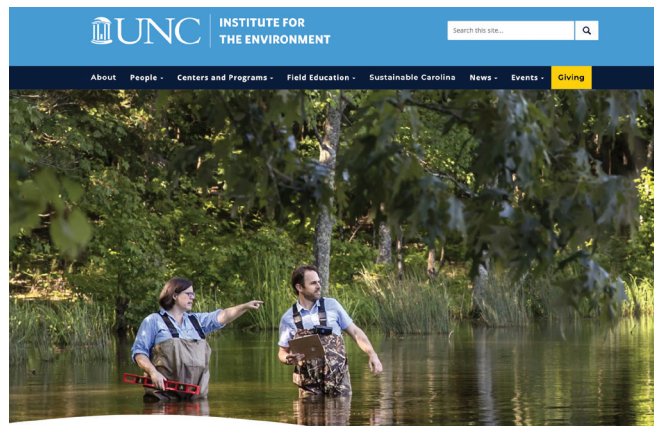 UNC
INSTITUTE FOR
THE ENVIRONMENT
Search this site...
About People Centers and Programs Field Education Sustainable Carolina News Events Giving